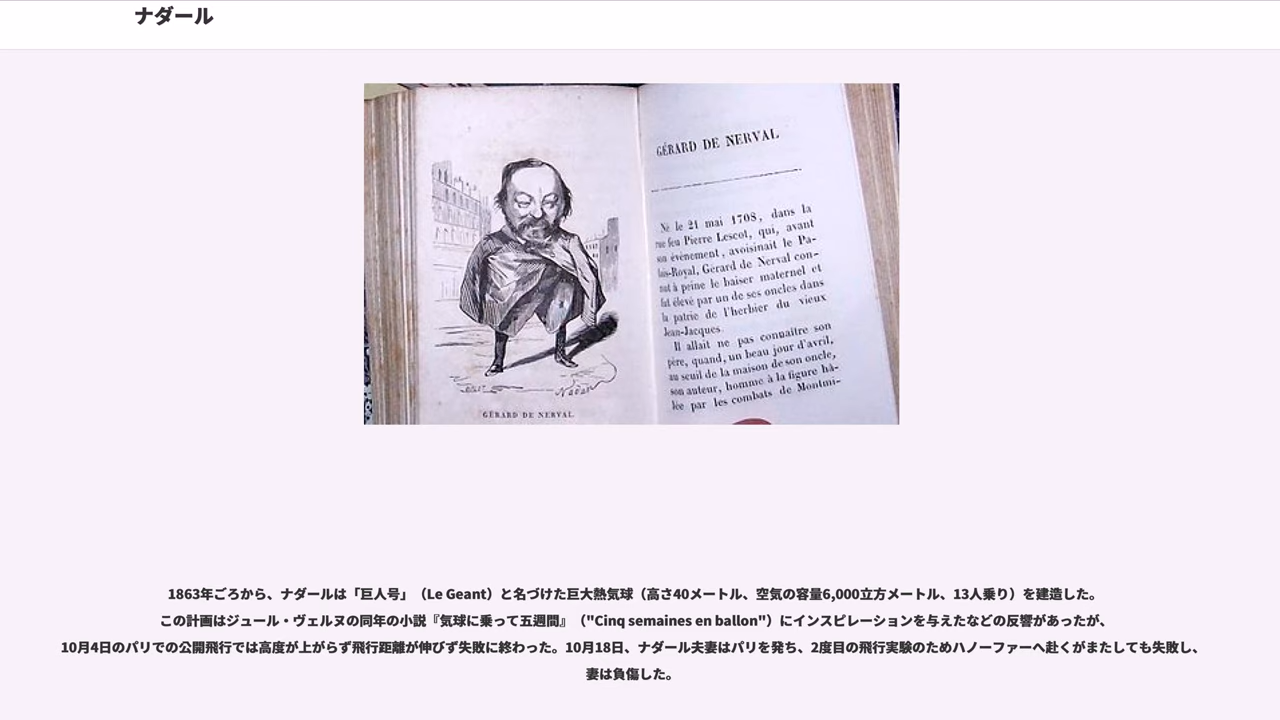 ナダール
GÉRARD DE NERVAL
Né le 21 mai 1708, dans la
rue feu Pierre Lescot, qui, avant
son événement, avoisinait le Pa-
lais-Royal, Gérard de Nerval con-
nut à peine le baiser maternel et
fut élevé par un de ses oncles dans
la patrie de l'herbier du vieux
Jean-Jacques.
Il allait ne pas connaître son
père, quand, un beau jour d'avril,
au seuil de la maison de son oncle,
son auteur, homme à la figure hâ-
lée par les combats de Montmi-
Nadar
GÉRARD DE NERVAL.
1863年ごろから、ナダールは「巨人号」（Le Geant）と名づけた巨大熱気球（高さ40メートル、空気の容量6,000立方メートル、13人乗り）を建造した。
この計画はジュール・ヴェルヌの同年の小説『気球に乗って五週間』（"Cinq semaines en ballon"）にインスピレーションを与えたなどの反響があったが、
10月4日のパリでの公開飛行では高度が上がらず飛行距離が伸びず失敗に終わった。10月18日、ナダール夫妻はパリを発ち、2度目の飛行実験のためハノーファーへ赴くがまたしても失敗し、
妻は負傷した。